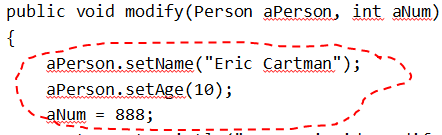 public void modify(Person aPerson, int aNum)
{
aPerson.setName("Eric Cartman");
aPerson.setAge(10);
aNum = 888;